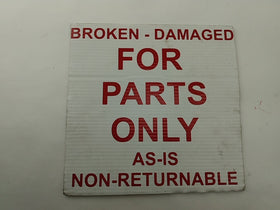 BROKEN - DAMAGED
FOR
PARTS
ONLY
AS-IS
NON-RETURNABLE